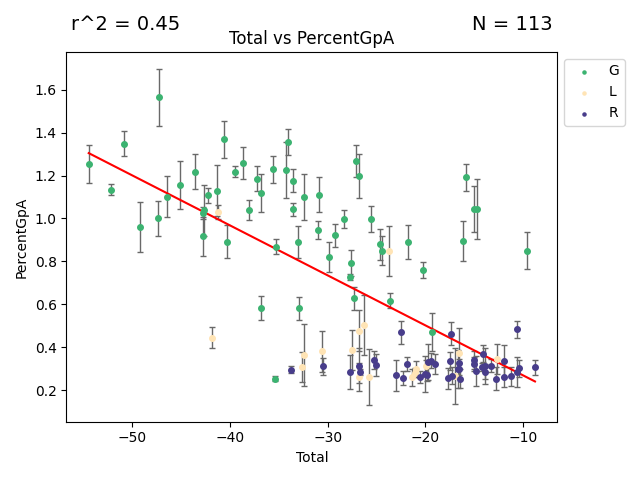 r^2 = 0.45
N = 113
Total vs PercentGpA
G
L
R
1.6
1.4
1.2
1.0
0.8
0.6
0.4
0.2
PercentGpA
−50
−40
−30
−20
−10
Total